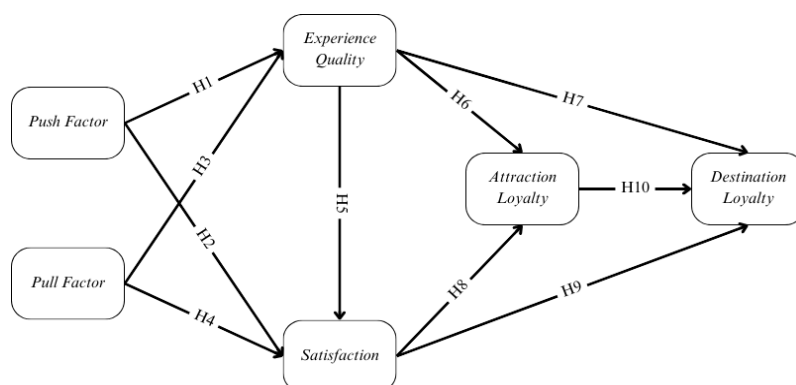 Experience
Quality
Push Factor
H1
H6
H7
H3
Attraction
Loyalty
H10
Destination
Loyalty
H5
H2
Pull Factor
H4
H8
H9
Satisfaction